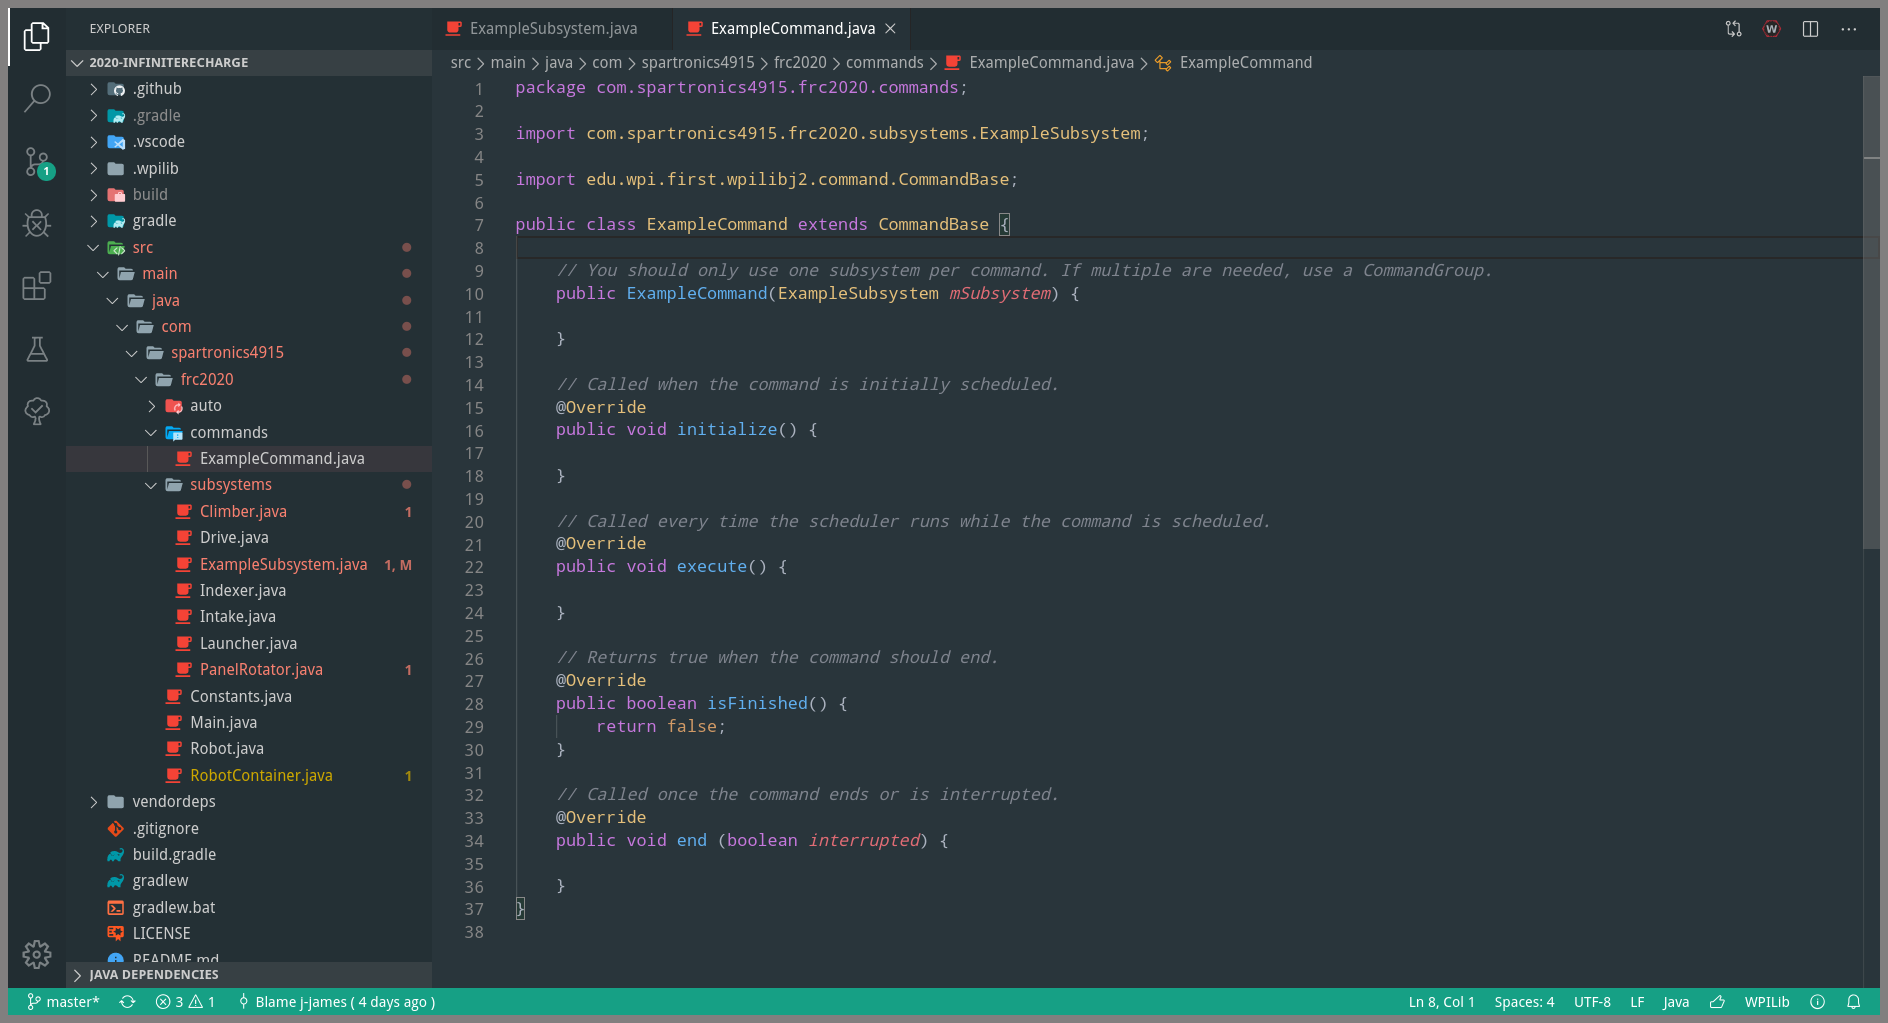 EXPLORER
2020-INFINITERECHARGE
.github
.gradle
.vscode
.wpilib
build
gradle
src
main
java
com
spartronics4915
frc2020
auto
commands
ExampleCommand.java
subsystems
Climber.java 1
Drive.java
ExampleSubsystem.java 1, M
Indexer.java
Intake.java
Launcher.java
PanelRotator.java 1
Constants.java
Main.java
Robot.java
RobotContainer.java 1
vendordeps
.gitignore
build.gradle
gradlew
gradlew.bat
LICENSE
README.md
JAVA DEPENDENCIES
1
ExampleSubsystem.java ExampleCommand.java
W
src > main > java > com > spartronics4915 > frc2020 > commands > ExampleCommand.java > ExampleCommand
1 package com.spartronics4915.frc2020.commands;
2
3 import com.spartronics4915.frc2020.subsystems.ExampleSubsystem;
4
5 import edu.wpi.first.wpilibj2.command.CommandBase;
6
7 public class ExampleCommand extends CommandBase {
8
9 // You should only use one subsystem per command. If multiple are needed, use a CommandGroup.
10 public ExampleCommand(ExampleSubsystem mSubsystem) {
11
12 }
13
14 // Called when the command is initially scheduled.
15 @Override
16 public void initialize() {
17
18 }
19
20 // Called every time the scheduler runs while the command is scheduled.
21 @Override
22 public void execute() {
23
24 }
25
26 // Returns true when the command should end.
27 @Override
28 public boolean isFinished() {
29 return false;
30 }
31
32 // Called once the command ends or is interrupted.
33 @Override
34 public void end (boolean interrupted) {
35
36 }
37 }
38
master* 3 1 Blame j-james ( 4 days ago ) Ln 8, Col 1 Spaces: 4 UTF-8 LF Java WPILib